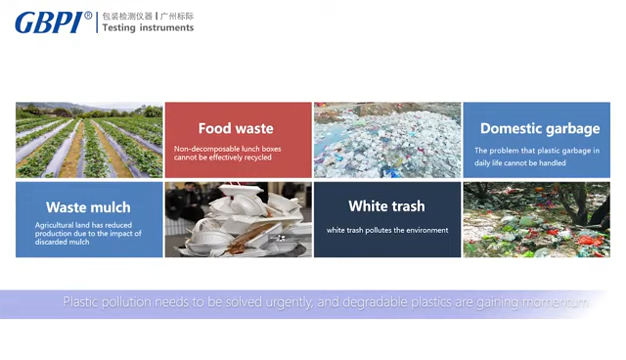 GBPI®
包装检测仪器 | 广州标际
Testing instruments
Food waste
Non-decomposable lunch boxes
cannot be effectively recycled
Domestic garbage
The problem that plastic garbage in
daily life cannot be handled
Waste mulch
Agricultural land has reduced
production due to the impact of
discarded mulch
White trash
white trash pollutes the environment
Plastic pollution needs to be solved urgently, and degradable plastics are gaining momentum